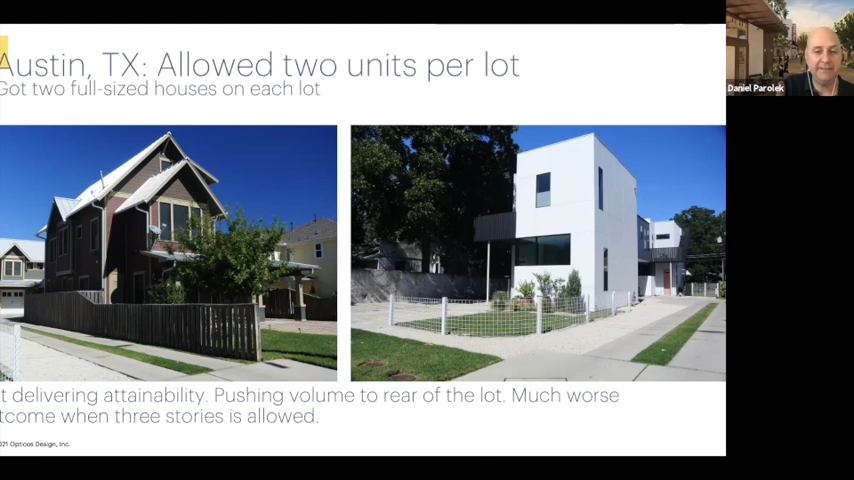 Austin, TX: Allowed two units per lot
Got two full-sized houses on each lot
Daniel Parolek
t delivering attainability. Pushing volume to rear of the lot. Much worse
tcome when three stories is allowed.
021 Opticos Design, Inc.